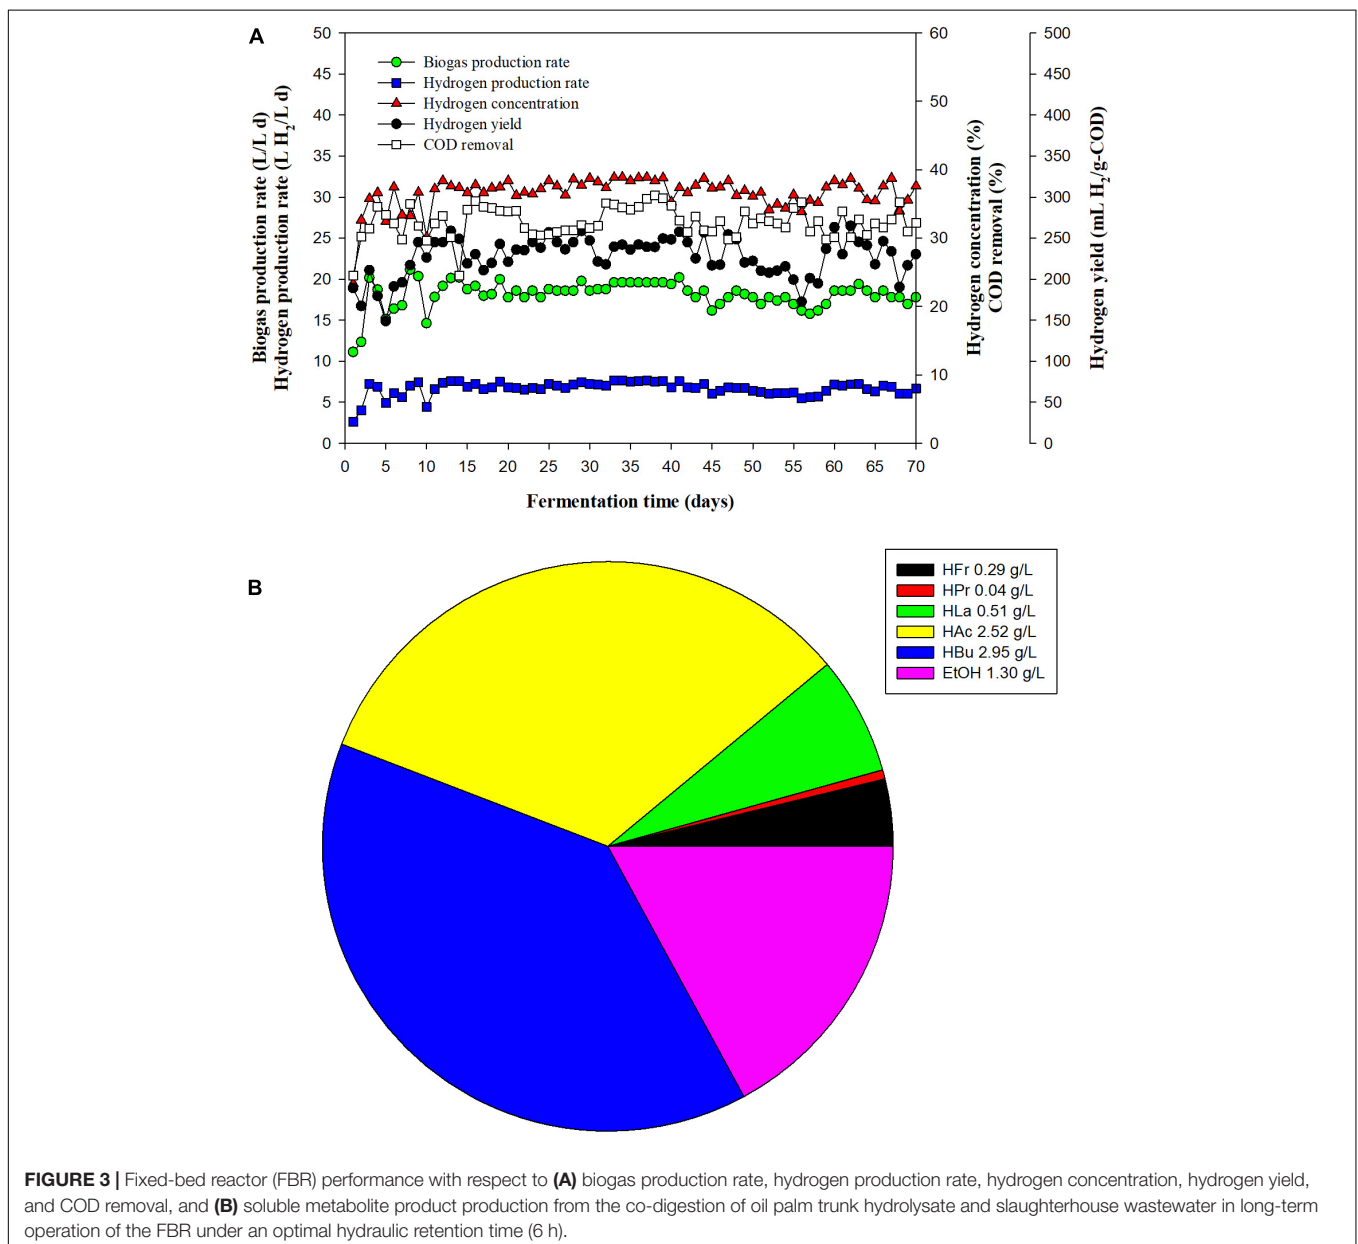 A
50
45
40
35
30
25
20
15
10
5
0
60
50
40
30
20
10
0
500
450
400
350
300
250
200
150
100
50
0
Biogas production rate (L/L d)
Hydrogen production rate (L H2/L d)
Biogas production rate
Hydrogen production rate
Hydrogen concentration
Hydrogen yield
COD removal
Hydrogen concentration (%)
COD removal (%)
Hydrogen yield (mL H2/g-COD)
0 5 10 15 20 25 30 35 40 45 50 55 60 65 70
Fermentation time (days)
B
HFr 0.29 g/L
HPr 0.04 g/L
HLa 0.51 g/L
HAc 2.52 g/L
HBu 2.95 g/L
EtOH 1.30 g/L
FIGURE 3 | Fixed-bed reactor (FBR) performance with respect to (A) biogas production rate, hydrogen production rate, hydrogen concentration, hydrogen yield,
and COD removal, and (B) soluble metabolite product production from the co-digestion of oil palm trunk hydrolysate and slaughterhouse wastewater in long-term
operation of the FBR under an optimal hydraulic retention time (6 h).